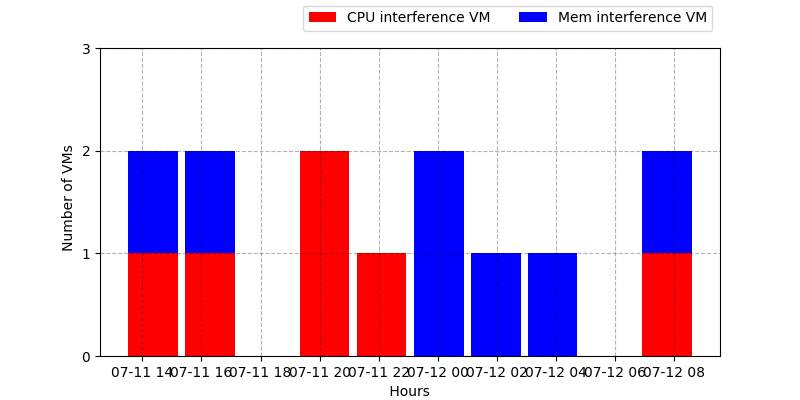 CPU interference VM Mem interference VM
3
2
1
0
Number of VMs
07-11 14 07-11 16 07-11 18 07-11 20 07-11 22 07-12 00 07-12 02 07-12 04 07-12 06 07-12 08
Hours